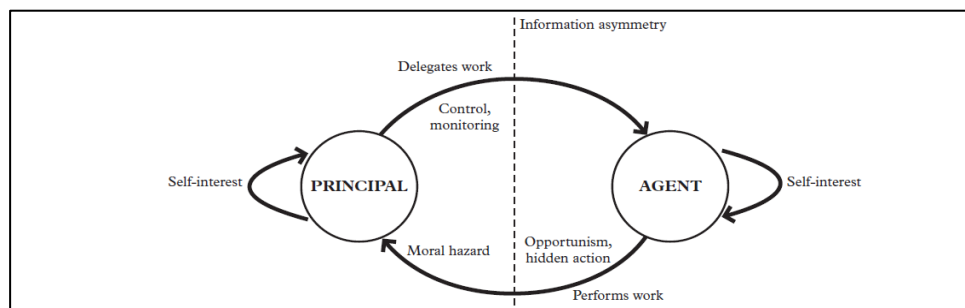 Information asymmetry
Delegates work
Control,
monitoring
Self-interest
PRINCIPAL
AGENT
Self-interest
Moral hazard
Opportunism,
hidden action
Performs work